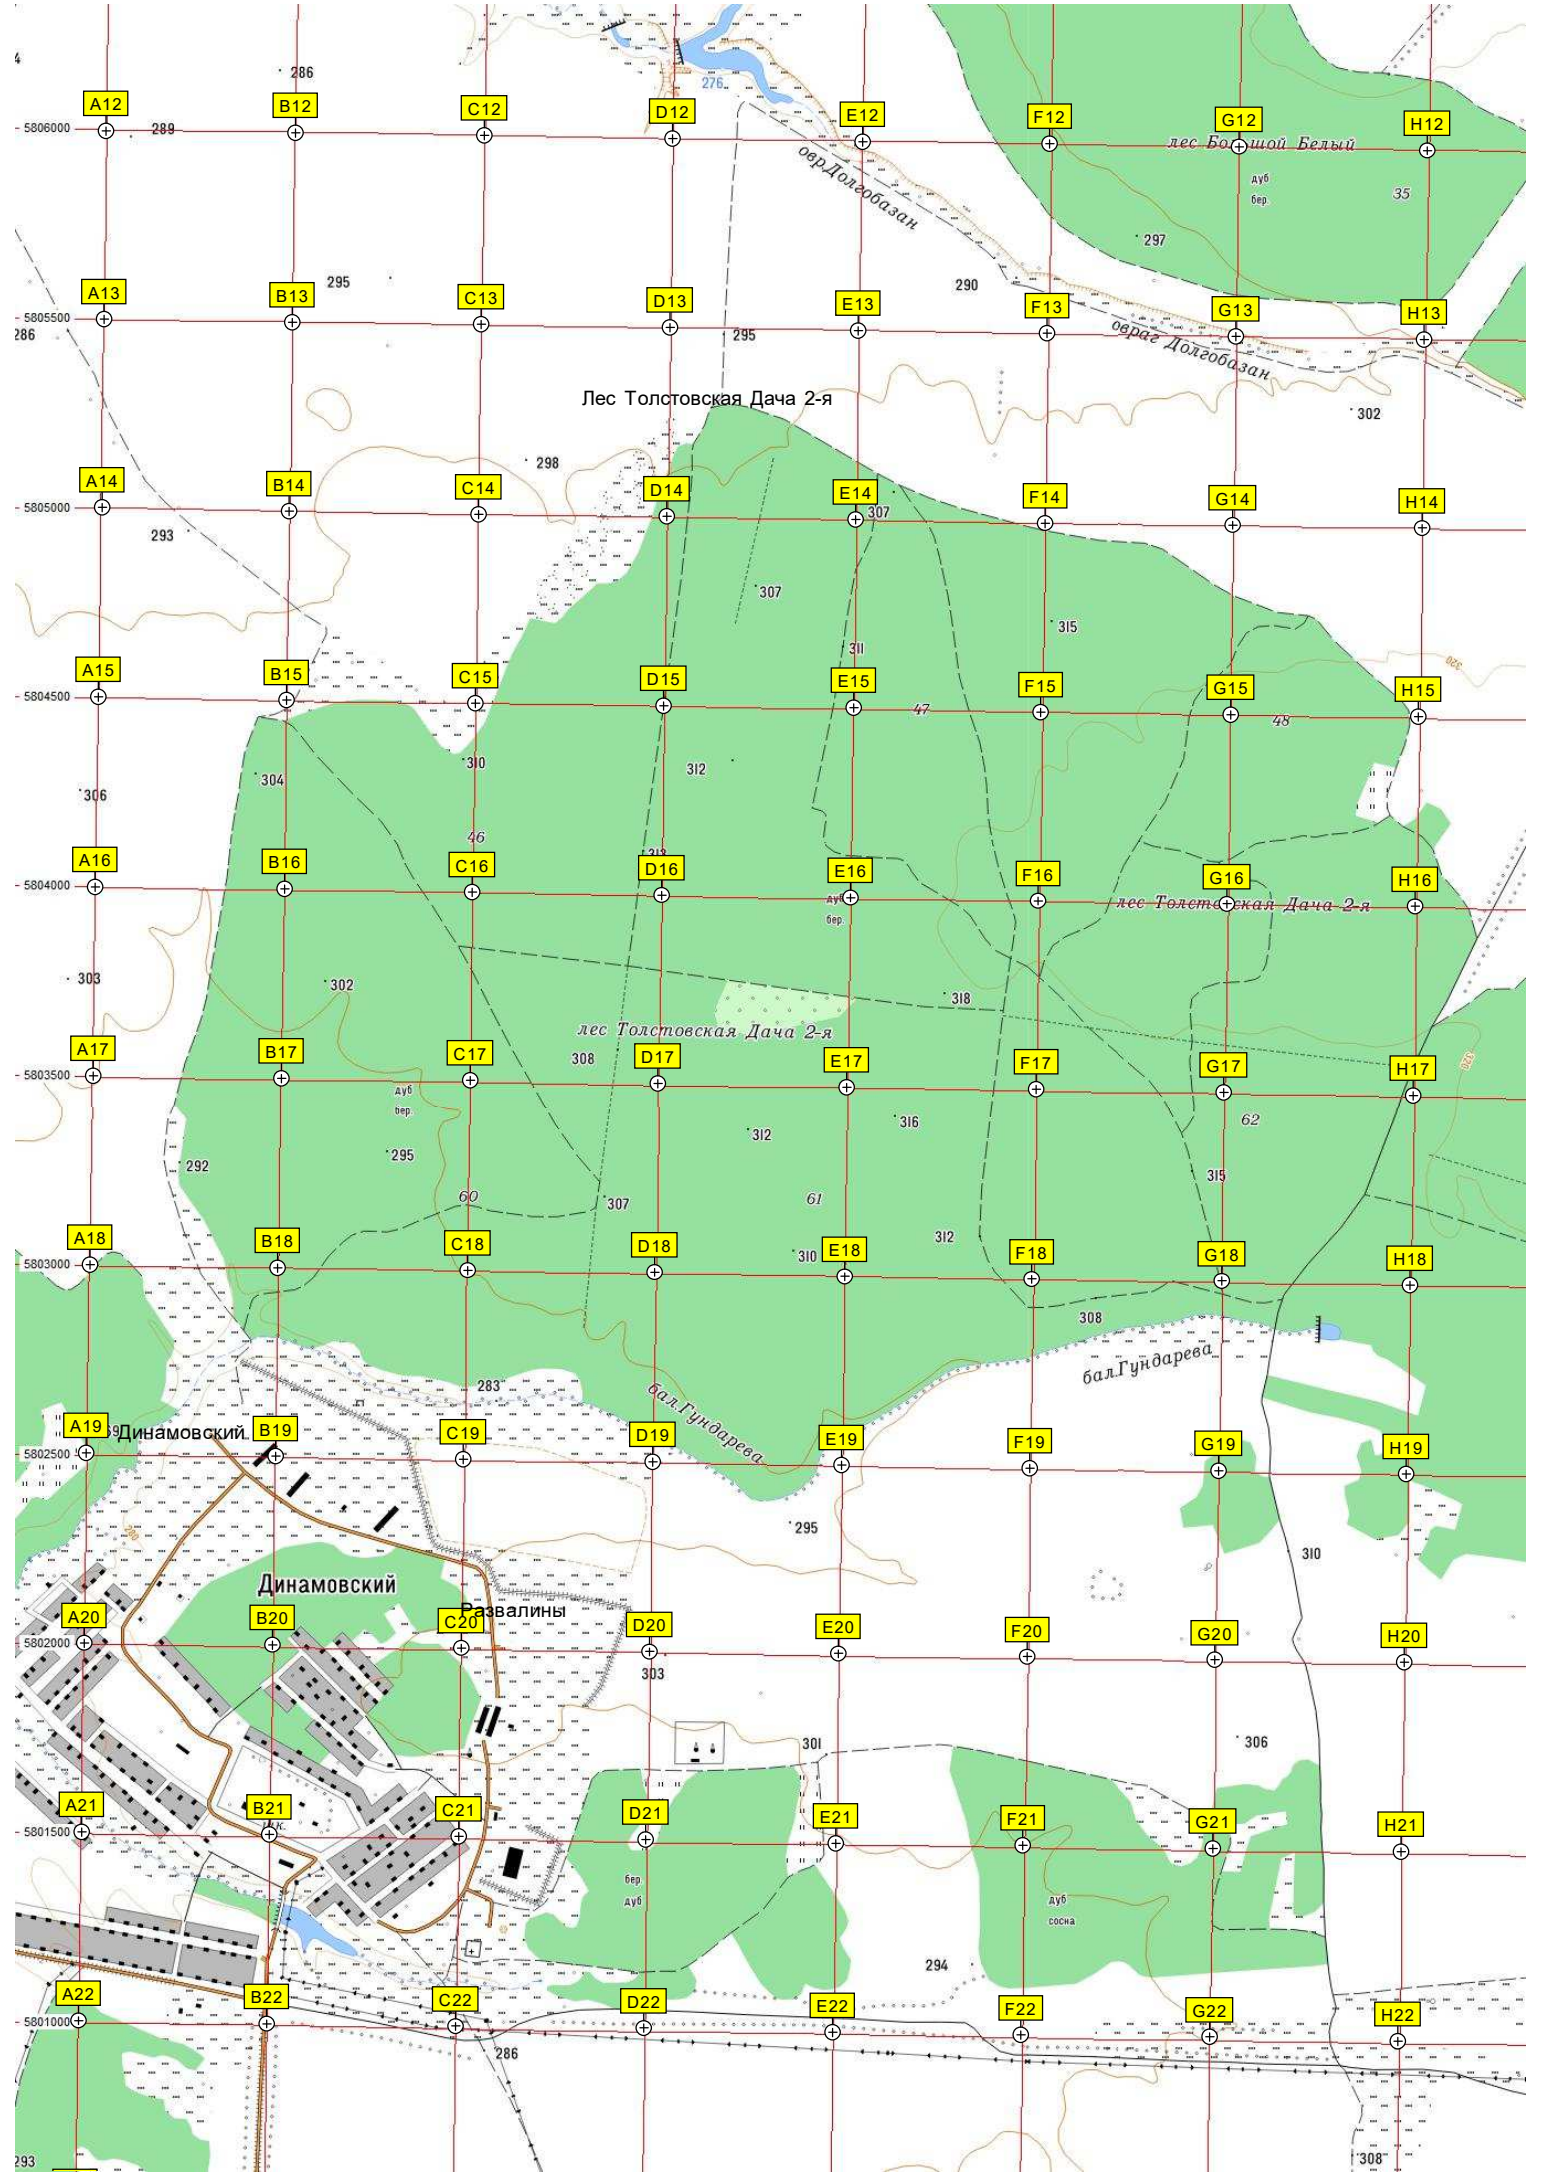 4
286
276
A12 B12 C12 D12 E12 F12 G12 H12
5806000
289
лес Большой Белый
дуб
бер.
35
овр.Долгобазан
297
295
290
A13 B13 C13 D13 E13 F13 G13 H13
5805500
286
295
овраг Долгобазан
Лес Толстовская Дача 2-я
302
298
A14 B14 C14 D14 E14 F14 G14 H14
5805000
307
293
307
315
311
320
A15 B15 C15 D15 E15 F15 G15 H15
5804500
47
48
310
312
304
306
46
313
A16 B16 C16 D16 E16 F16 G16 H16
5804000
дуб
бер.
лес Толстовская Дача 2-я
303
302
318
лес Толстовская Дача 2-я
308
320
A17 B17 C17 D17 E17 F17 G17 H17
5803500
дуб
бер.
316
62
312
295
292
315
60
61
307
312
310
A18 B18 C18 D18 E18 F18 G18 H18
5803000
308
бал.Гундарева
283
бал.Гундарева
A19 B19 C19 D19 E19 F19 G19 H19
Динамовский
5802500
280
295
310
Динамовский
Развалины
A20 B20 C20 D20 E20 F20 G20 H20
5802000
303
301
306
A21 B21 C21 D21 E21 F21 G21 H21
5801500
бер.
дуб
дуб
сосна
294
A22 B22 C22 D22 E22 F22 G22 H22
5801000
286
293
308